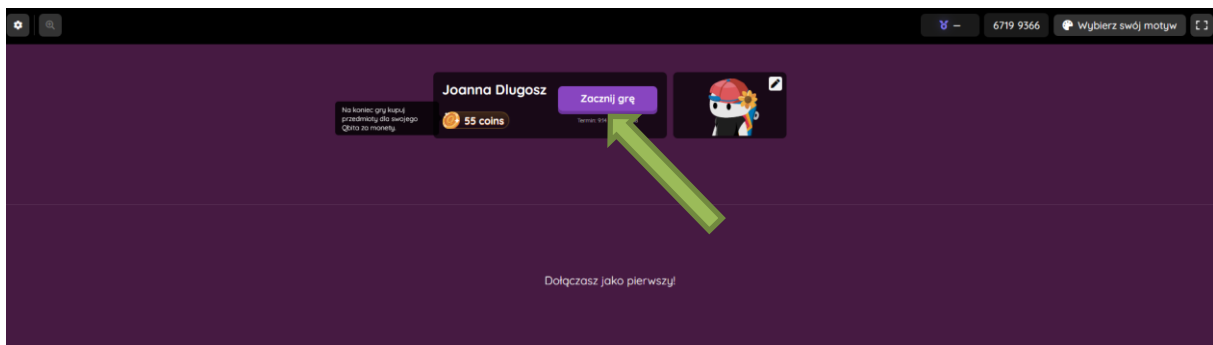 –
6719 9366
Wybierz swój motyw
Joanna Dlugosz
Zacznij grę
Na koniec gry kupuj
przedmioty dla swojego
Qbita za monety.
55 coins
Termin:
Dołączasz jako pierwszy!